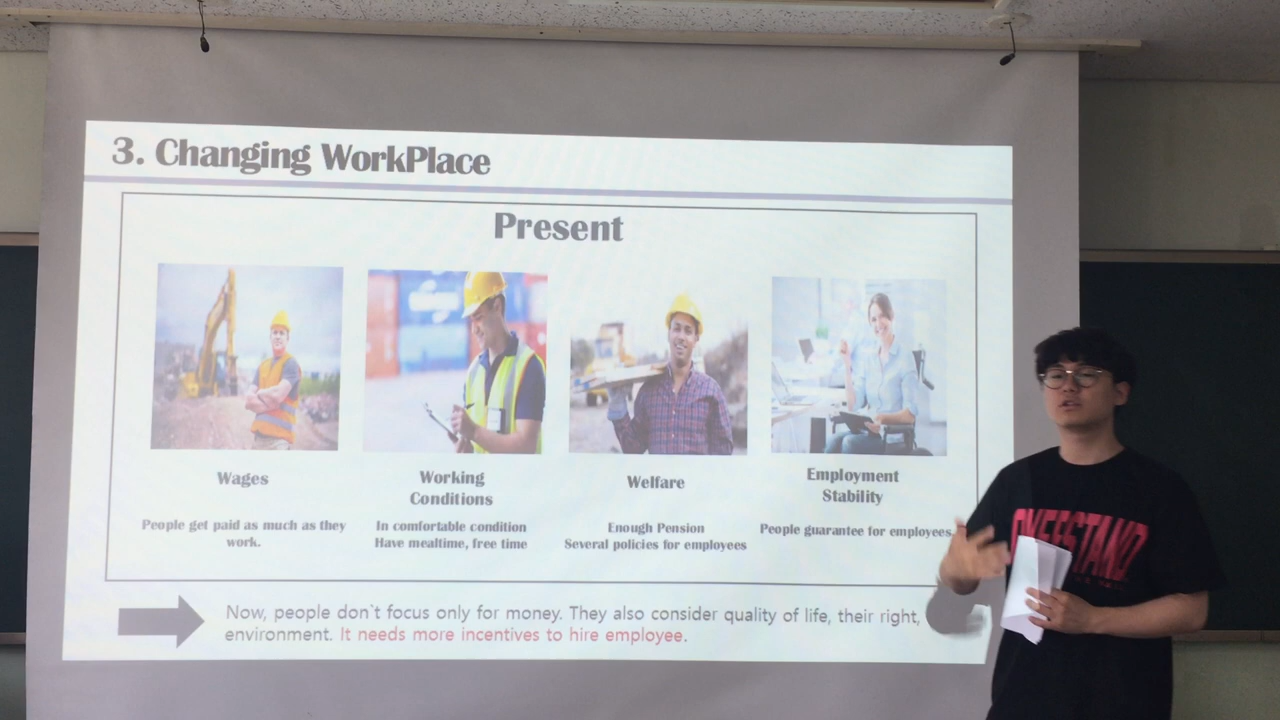 3. Changing WorkPlace
Present
Wages
People get paid as much as they
work.
Working
Conditions
In comfortable condition
Have mealtime, free time
Welfare
Enough Pension
Several policies for employees
Employment
Stability
People guarantee for employees.
Now, people don`t focus only for money. They also consider quality of life, their right,
environment. It needs more incentives to hire employee.